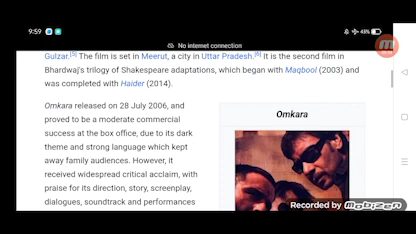 9:59
43%
No internet connection
Gulzar.[5] The film is set in Meerut, a city in Uttar Pradesh.[6] It is the second film in
Bhardwaj's trilogy of Shakespeare adaptations, which began with Maqbool (2003) and
was completed with Haider (2014).
Omkara released on 28 July 2006, and
proved to be a moderate commercial
success at the box office, due to its dark
theme and strong language which kept
away family audiences. However, it
received widespread critical acclaim, with
praise for its direction, story, screenplay,
dialogues, soundtrack and performances
Omkara
Recorded by mobizen